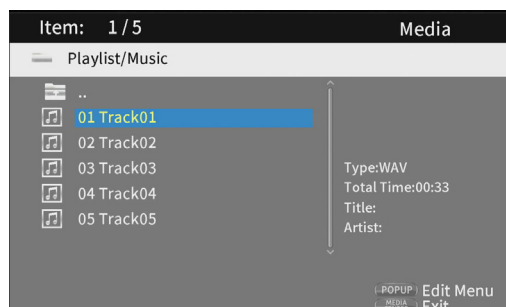 Item: 1/5
Media
Playlist/Music
..
01 Track01
02 Track02
03 Track03
04 Track04
05 Track05
Type:WAV
Total Time:00:33
Title:
Artist:
POPUP Edit Menu
MEDIA Exit